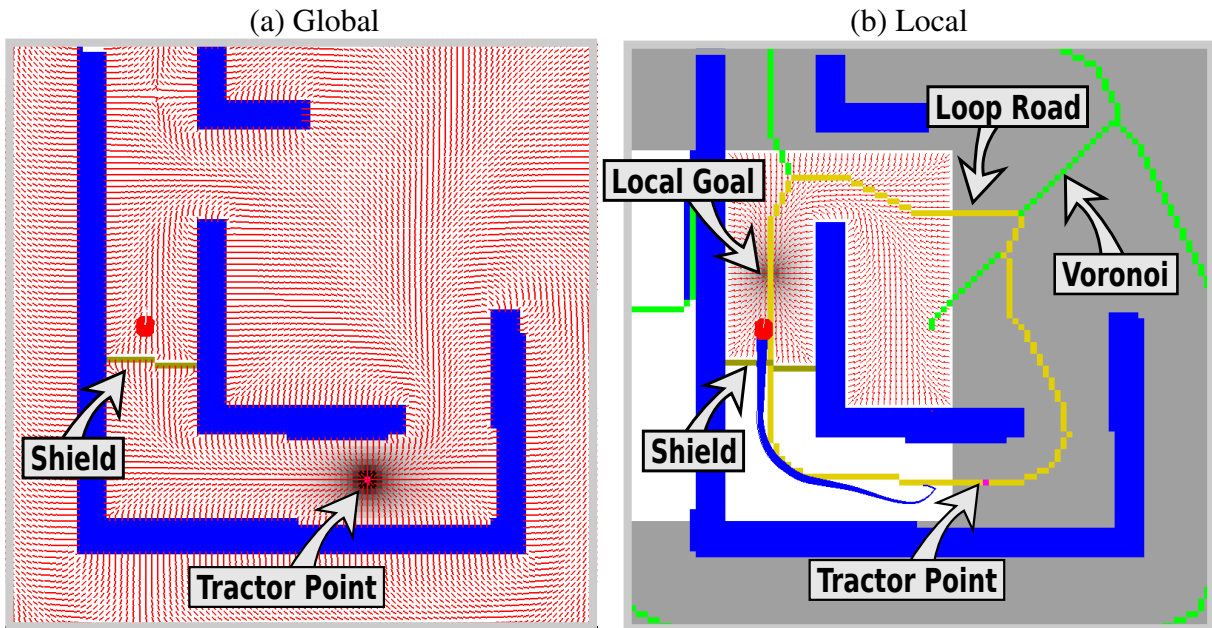 (a) Global
(b) Local
Loop Road
Local Goal
Voronoi
Shield
Shield
Tractor Point
Tractor Point